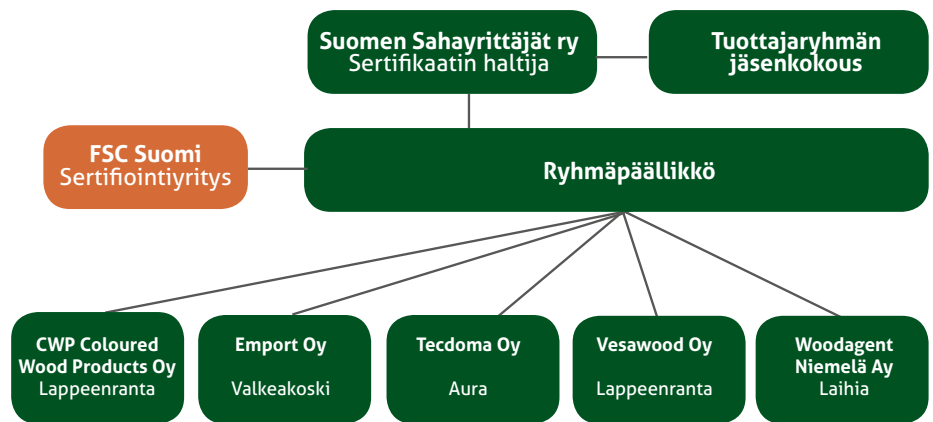 Suomen Sahayrittäjät ry
Sertifikaatin haltija
Tuottajaryhmän
jäsenkokous
FSC Suomi
Sertifiointiyritys
Ryhmäpäällikkö
CWP Coloured
Wood Products Oy
Lappeenranta
Emport Oy
Valkeakoski
Tecdoma Oy
Aura
Vesawood Oy
Lappeenranta
Woodagent
Niemelä Ay
Laihia